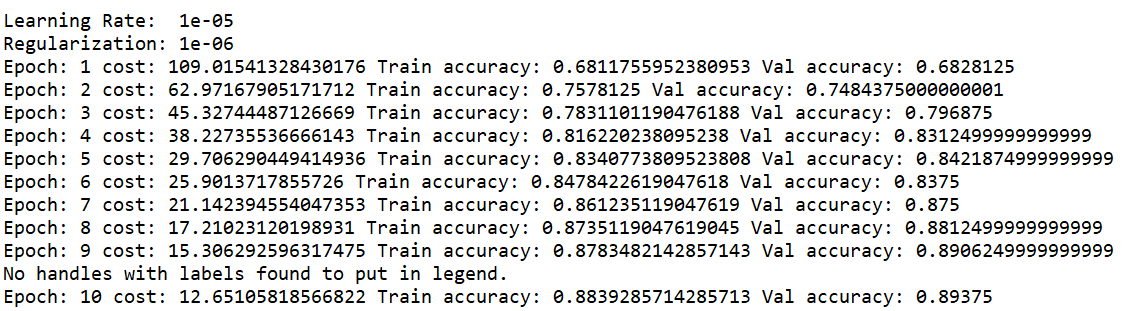 Learning Rate:  1e-05
Regularization: 1e-06
Epoch: 1 cost: 109.01541328430176 Train accuracy: 0.6811755952380953 Val accuracy: 0.6828125
Epoch: 2 cost: 62.97167905171712 Train accuracy: 0.7578125 Val accuracy: 0.7484375000000001
Epoch: 3 cost: 45.32744487126669 Train accuracy: 0.7831101190476188 Val accuracy: 0.796875
Epoch: 4 cost: 38.22735536666143 Train accuracy: 0.816220238095238 Val accuracy: 0.8312499999999999
Epoch: 5 cost: 29.706290449414936 Train accuracy: 0.8340773809523808 Val accuracy: 0.8421874999999999
Epoch: 6 cost: 25.9013717855726 Train accuracy: 0.8478422619047618 Val accuracy: 0.8375
Epoch: 7 cost: 21.142394554047353 Train accuracy: 0.861235119047619 Val accuracy: 0.875
Epoch: 8 cost: 17.21023120198931 Train accuracy: 0.8735119047619045 Val accuracy: 0.8812499999999999
Epoch: 9 cost: 15.306292596317475 Train accuracy: 0.8783482142857143 Val accuracy: 0.8906249999999999
No handles with labels found to put in legend.
Epoch: 10 cost: 12.65105818566822 Train accuracy: 0.8839285714285713 Val accuracy: 0.89375